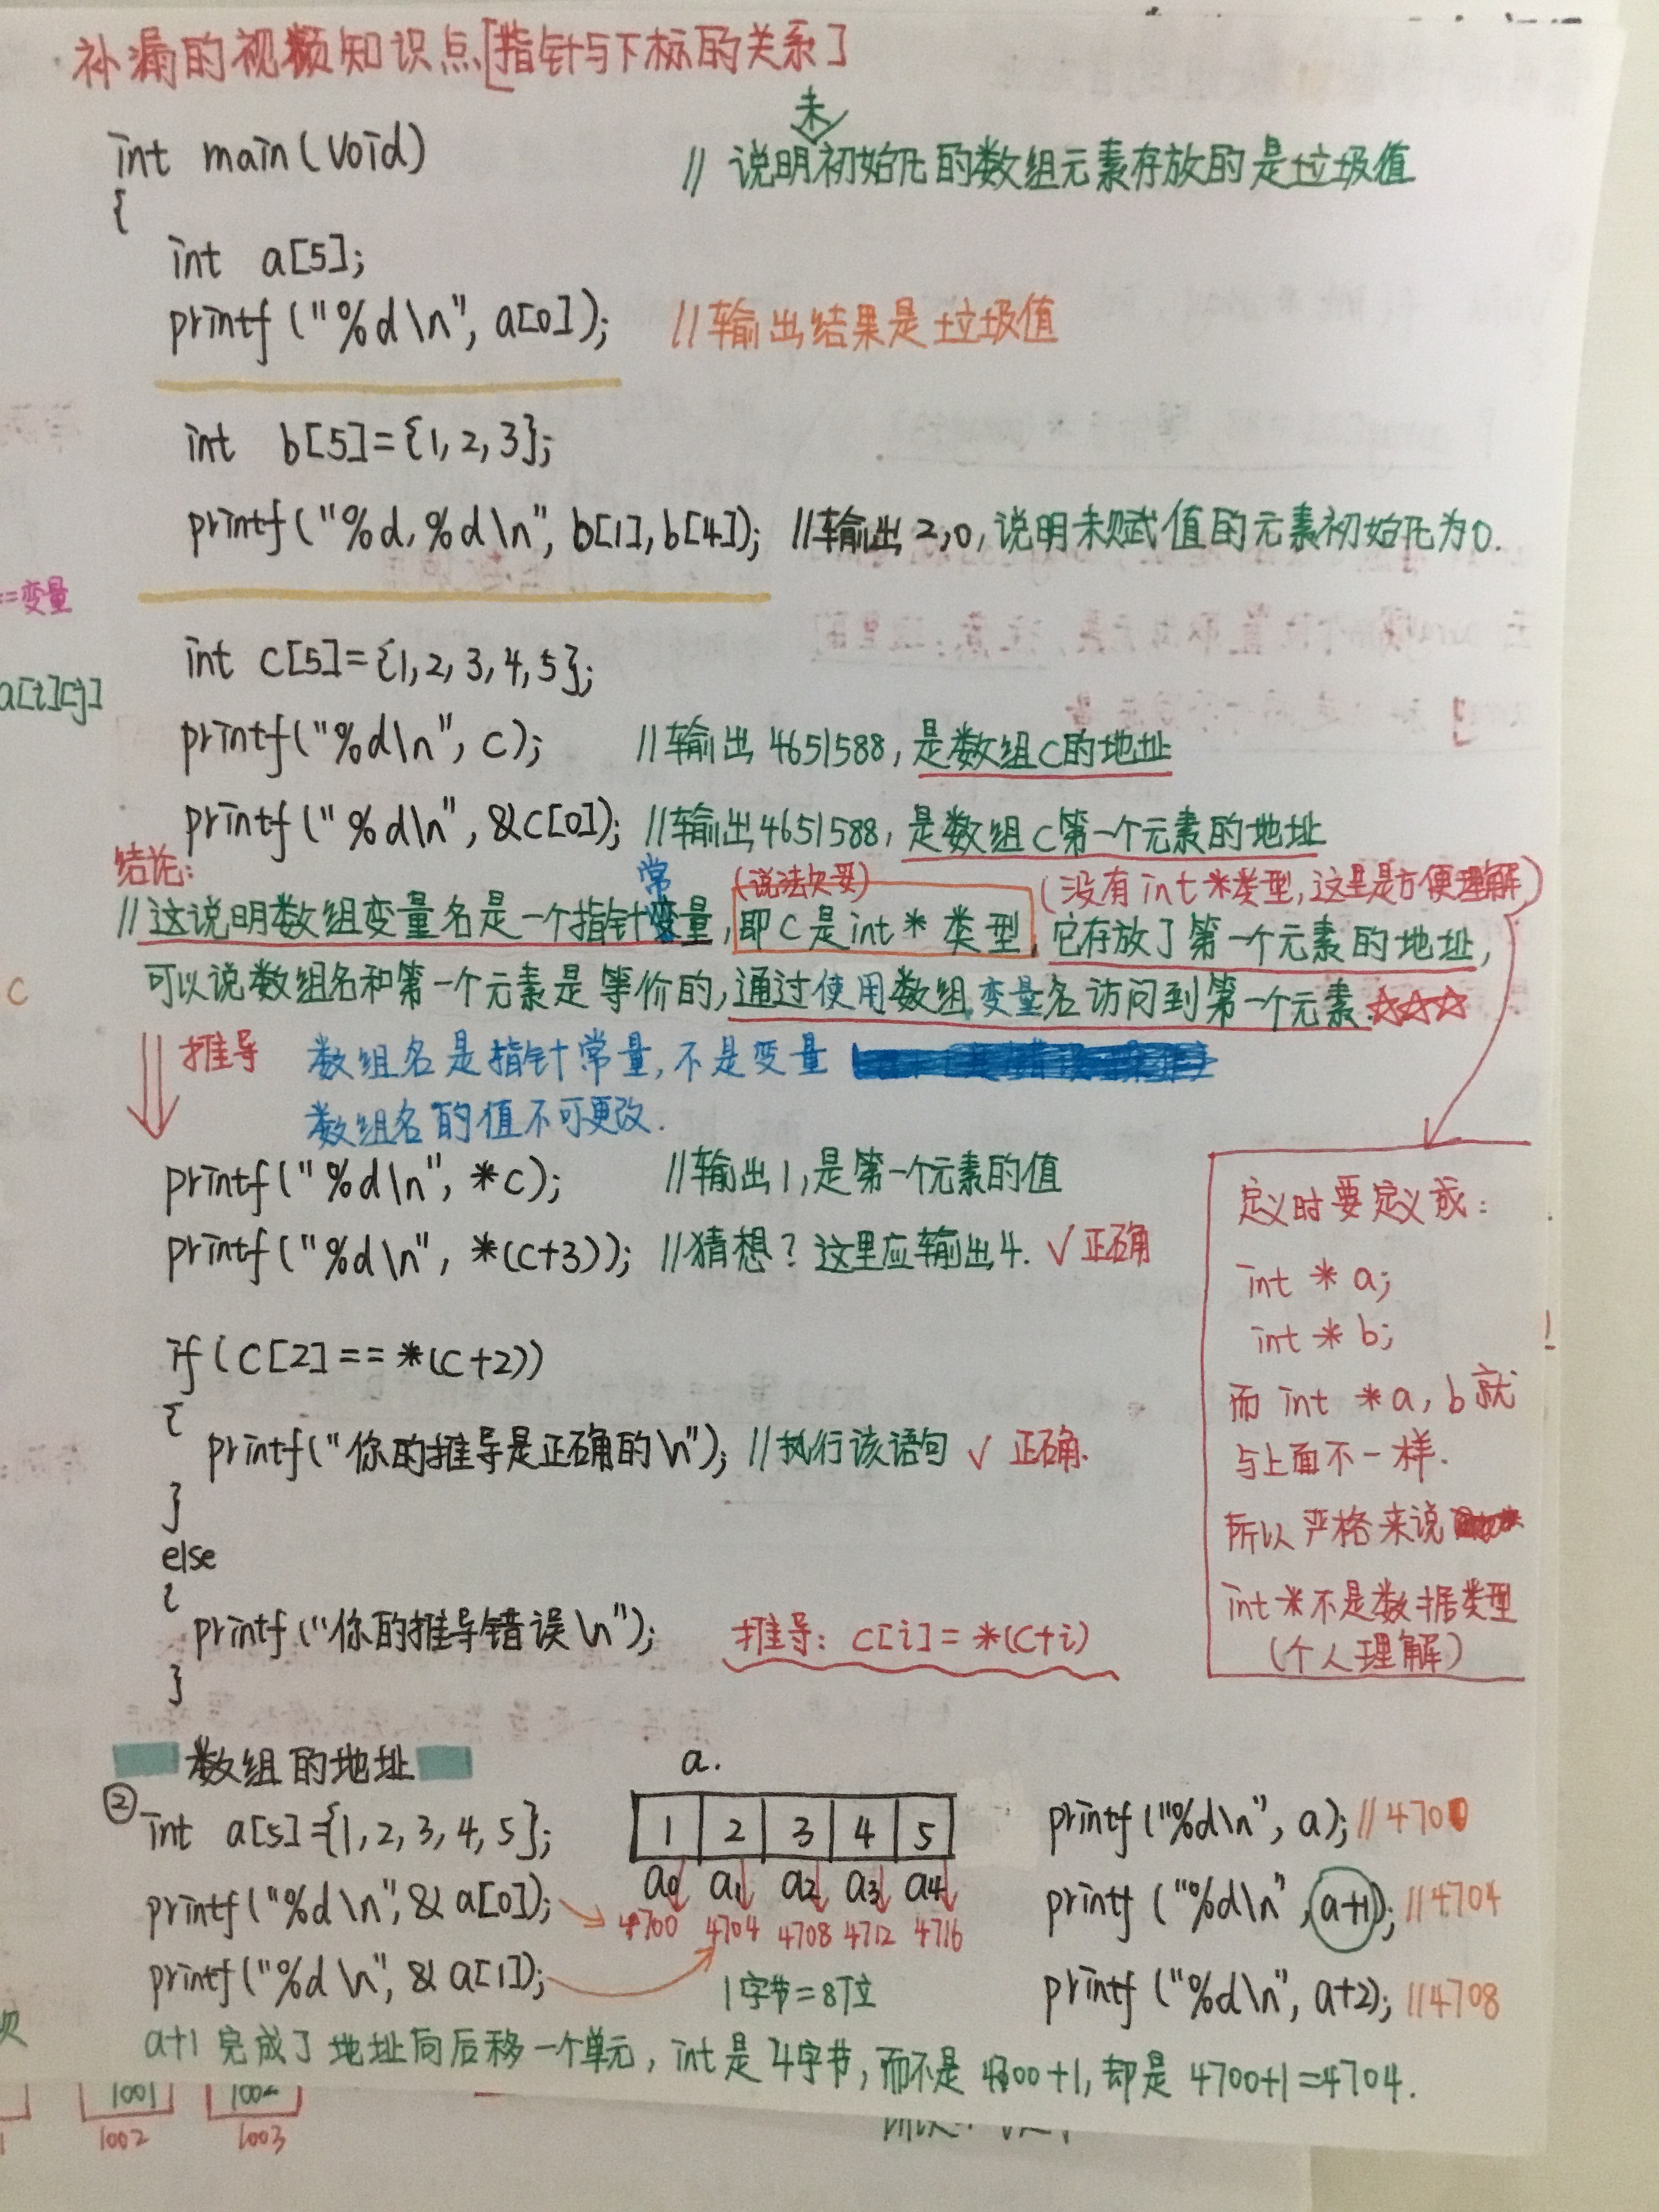 补漏的视频知识点[指针与下标的关系]
int main(void)
未
// 说明初始化的数组元素存放的是垃圾值
{
int a[5];
printf("%d\n", a[0]); //输出结果是垃圾值
int b[5]={1,2,3};
printf("%d,%d\n", b[1],b[4]); //输出2,0,说明未赋值的元素初始化为0.
==变量
int c[5]={1,2,3,4,5};
a[i][j]
printf("%d\n", c); //输出4651588,是数组c的地址
printf("%d\n", &c[0]); //输出4651588,是数组c第一个元素的地址
结论:
常 (说法欠妥) (没有int*类型,这里是方便理解)
//这说明数组变量名是一个指针变量,即c是int*类型,它存放了第一个元素的地址,
可以说数组名和第一个元素是等价的,通过使用数组变量名访问到第一个元素.☆☆☆
C
推导 数组名是指针常量,不是变量
数组名的值不可更改.
printf("%d\n", *c); //输出1,是第一个元素的值
printf("%d\n", *(c+3)); //猜想?这里应输出4. √正确
if(c[2]==*(c+2))
{
printf("你的推导是正确的\n"); //执行该语句 √ 正确.
}
else
{
printf("你的推导错误\n"); 推导: c[i]=*(c+i)
}
定义时要定义成:
int * a;
int * b;
而 int *a, b就
与上面不一样.
所以严格来说
int*不是数据类型
(个人理解)
数组的地址
② int a[5]={1,2,3,4,5};
printf("%d\n", &a[0]);
printf("%d\n", &a[1]);
a.
1 2 3 4 5
a0 a1 a2 a3 a4
4700 4704 4708 4712 4716
1字节=8位
printf("%d\n", a); //4700
printf("%d\n", a+1); //4704
printf("%d\n", a+2); //4708
a+1完成了地址向后移一个单元,int是4字节,而不是4700+1,却是4700+1=4704.
1001 1002
1002 1003